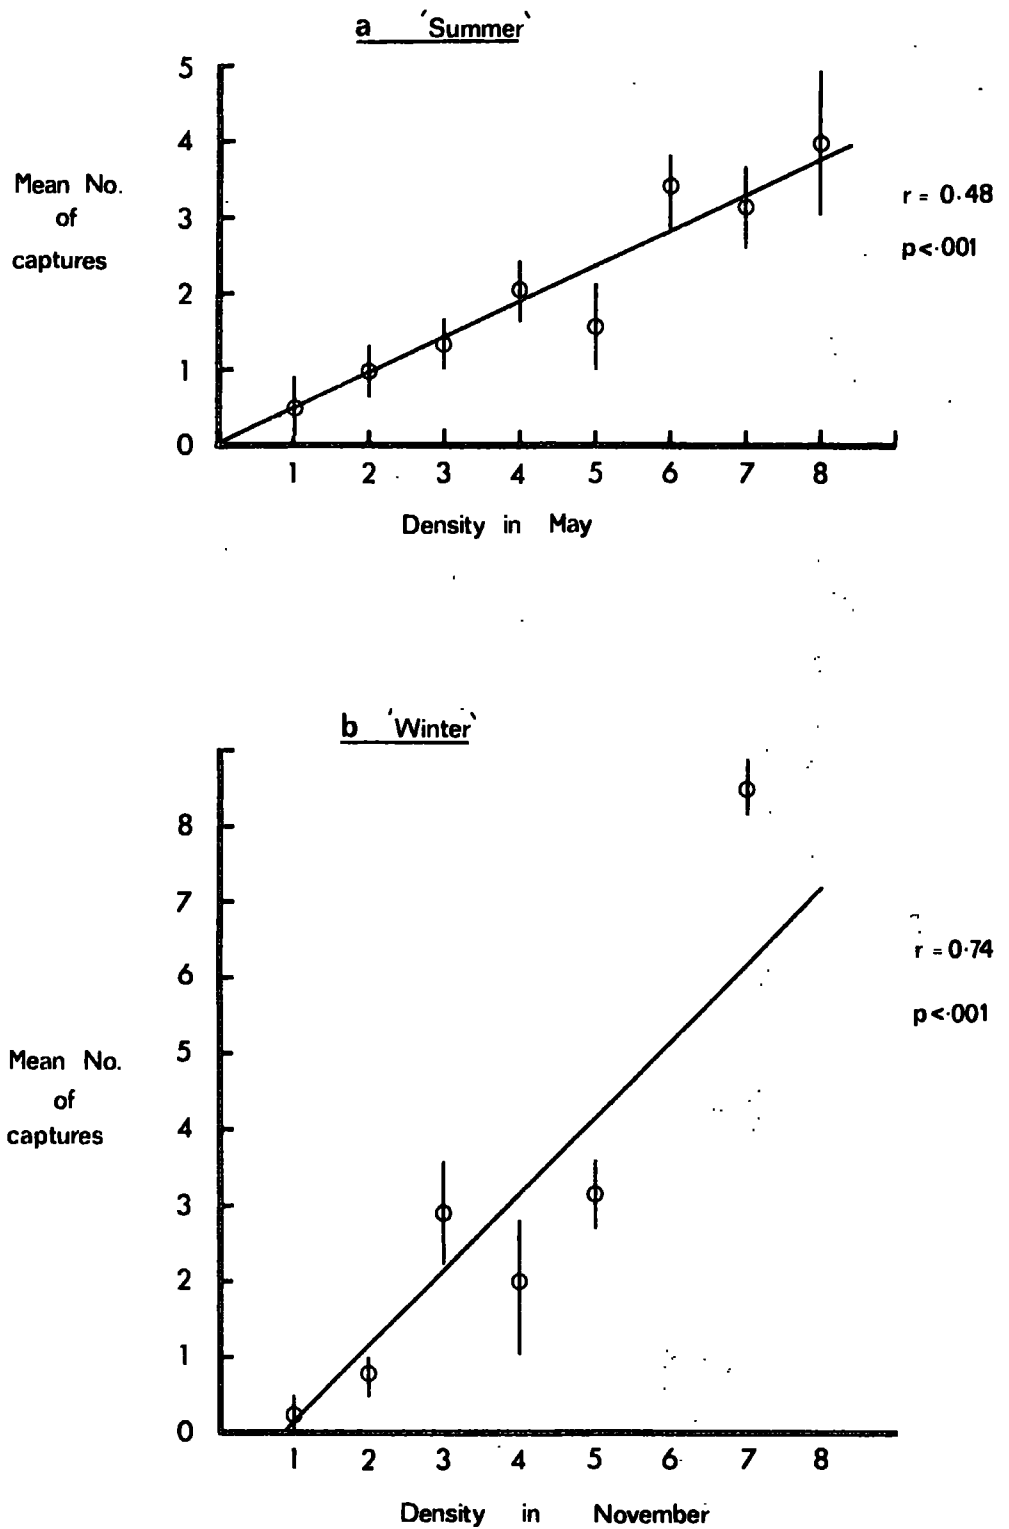 a 'Summer'
5
4
3
2
1
0
Mean No.
of
captures
r = 0·48
p<·001
1 2 3 4 5 6 7 8
Density in May
b 'Winter'
8
7
6
5
4
3
2
1
0
Mean No.
of
captures
r = 0·74
p<·001
1 2 3 4 5 6 7 8
Density in November